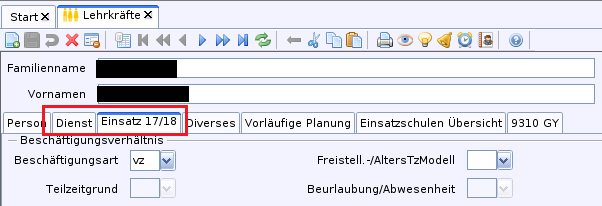 Start Lehrkräfte
Familienname
Vornamen
Person Dienst Einsatz 17/18 Diverses Vorläufige Planung Einsatzschulen Übersicht 9310 GY
Beschäftigungsverhältnis
Beschäftigungsart vz Freistell.-/AltersTzModell
Teilzeitgrund Beurlaubung/Abwesenheit